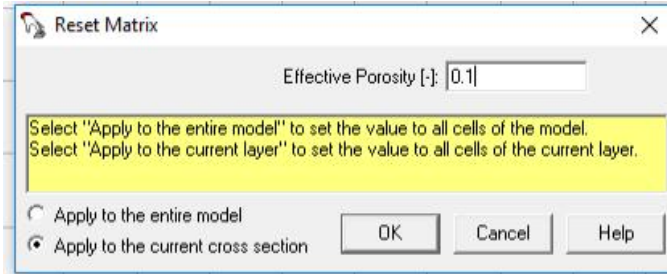 Reset Matrix
Effective Porosity [-]: 0.1
Select "Apply to the entire model" to set the value to all cells of the model.
Select "Apply to the current layer" to set the value to all cells of the current layer.
Apply to the entire model
Apply to the current cross section
OK Cancel Help